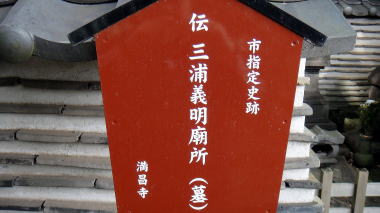 市指定史跡
伝 三浦義明廟所（墓）
満昌寺